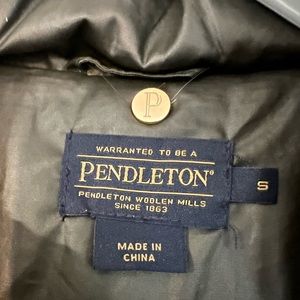 P
WARRANTED TO BE A
PENDLETON®
PENDLETON WOOLEN MILLS
SINCE 1863
S
MADE IN
CHINA